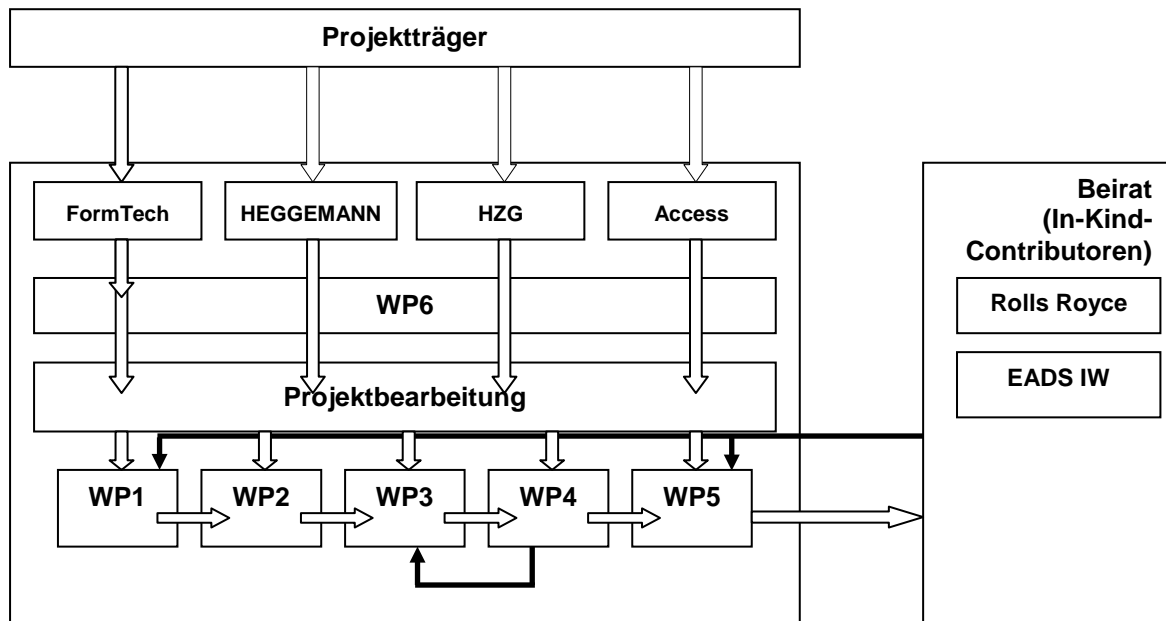 Projektträger
FormTech
HEGGEMANN
HZG
Access
WP6
Projektbearbeitung
WP1
WP2
WP3
WP4
WP5
Beirat
(In-Kind-
Contributoren)
Rolls Royce
EADS IW